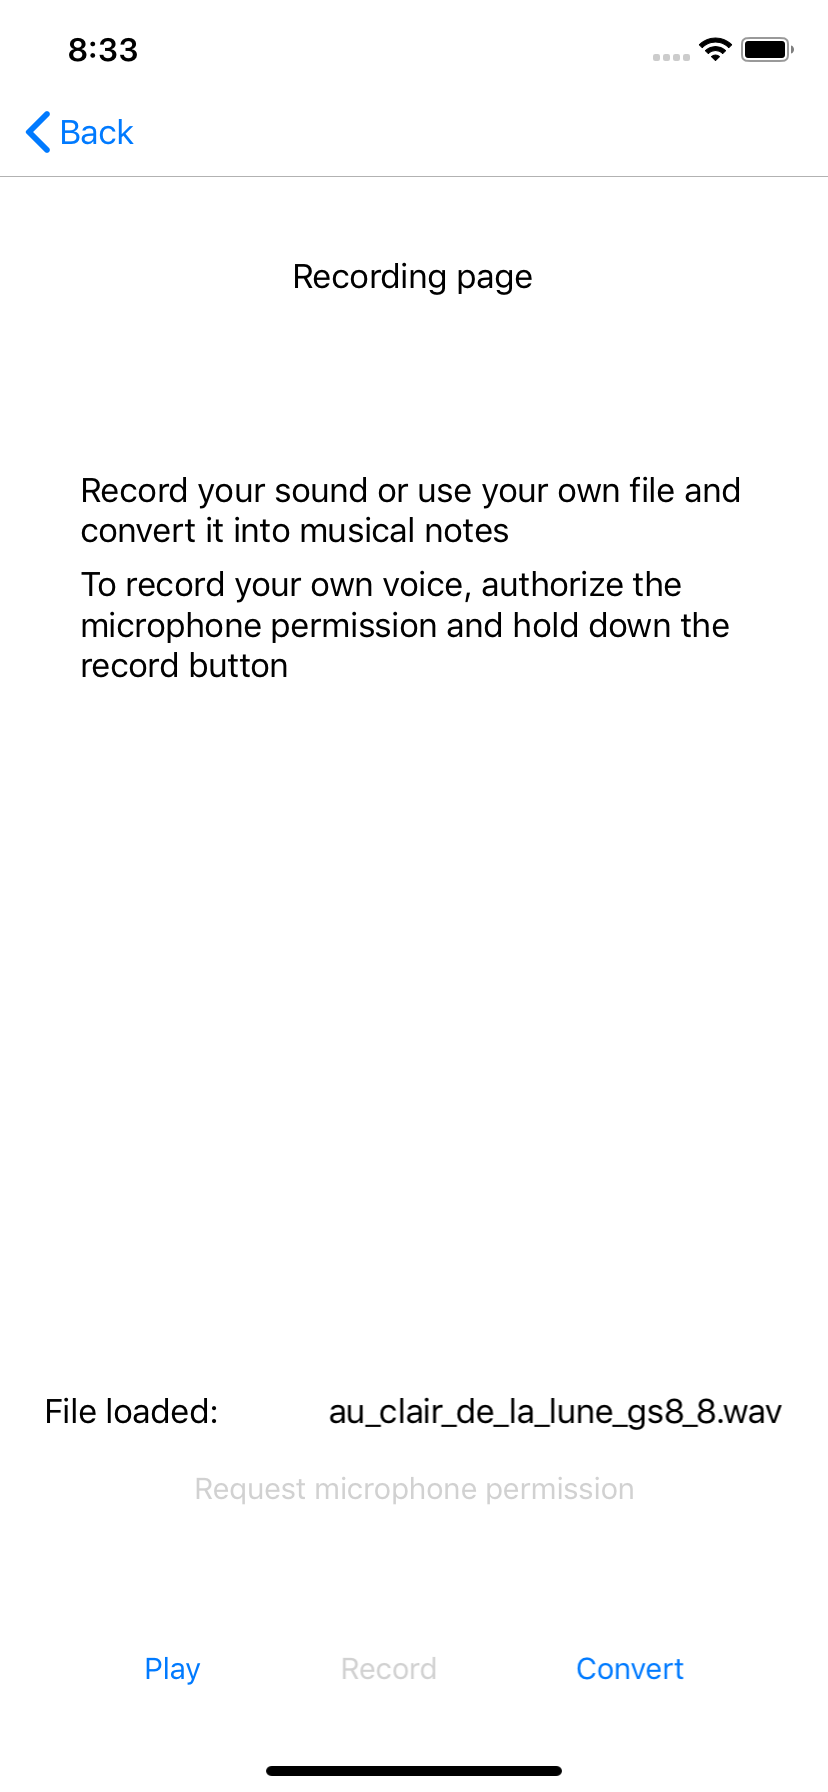 8:33
Back
Recording page
Record your sound or use your own file and
convert it into musical notes
To record your own voice, authorize the
microphone permission and hold down the
record button
File loaded: au_clair_de_la_lune_gs8_8.wav
Request microphone permission
Play Record Convert